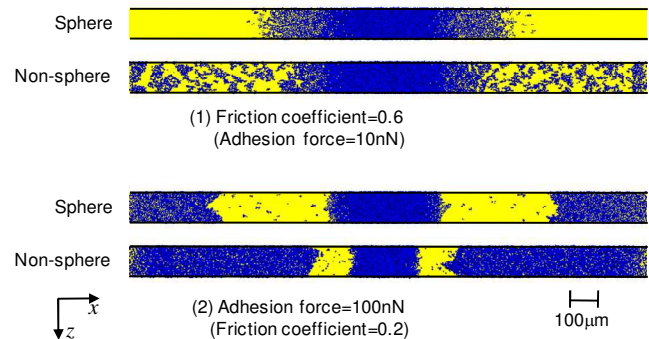 Sphere
Non-sphere
(1) Friction coefficient=0.6
(Adhesion force=10nN)
Sphere
Non-sphere
x
z
(2) Adhesion force=100nN
(Friction coefficient=0.2)
100μm